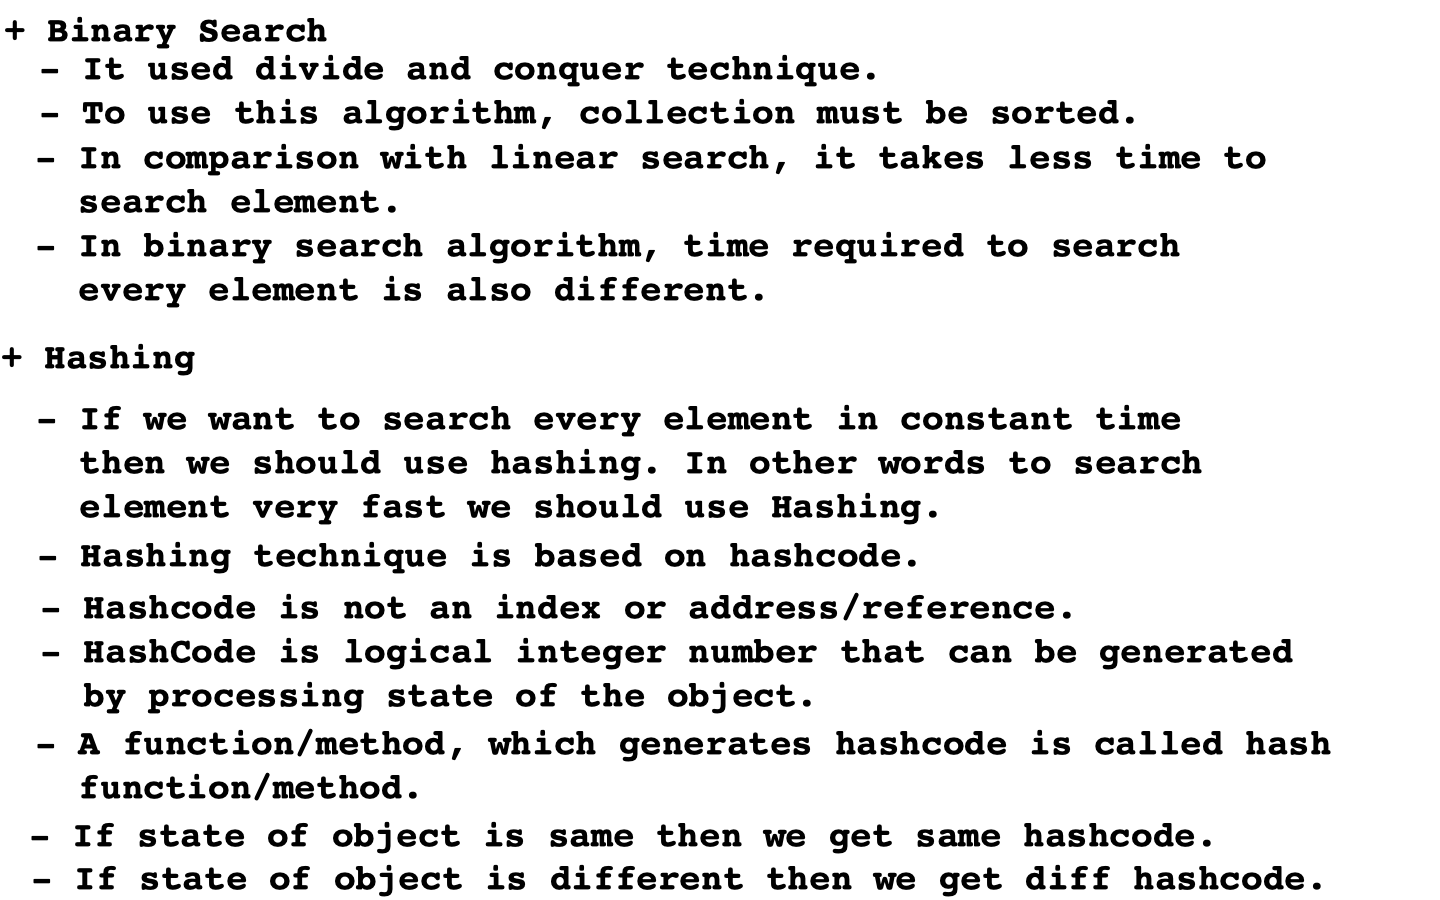 + Binary Search
- It used divide and conquer technique.
- To use this algorithm, collection must be sorted.
- In comparison with linear search, it takes less time to
search element.
- In binary search algorithm, time required to search
every element is also different.
+ Hashing
- If we want to search every element in constant time
then we should use hashing. In other words to search
element very fast we should use Hashing.
- Hashing technique is based on hashcode.
- Hashcode is not an index or address/reference.
- HashCode is logical integer number that can be generated
by processing state of the object.
- A function/method, which generates hashcode is called hash
function/method.
- If state of object is same then we get same hashcode.
- If state of object is different then we get diff hashcode.